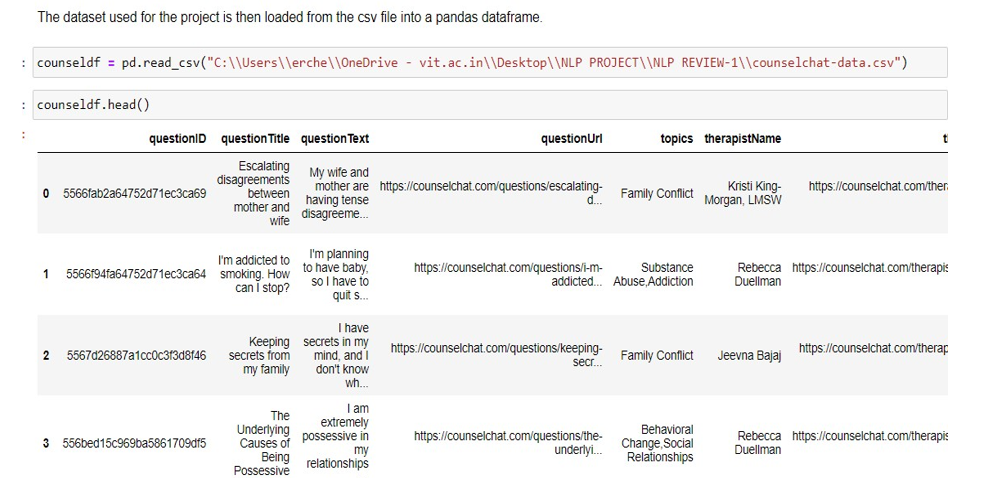 The dataset used for the project is then loaded from the csv file into a pandas dataframe.
: counseldf = pd.read_csv("C:\\Users\\erche\\OneDrive - vit.ac.in\\Desktop\\NLP PROJECT\\NLP REVIEW-1\\counselchat-data.csv")
: counseldf.head()
:
questionID questionTitle questionText questionUrl topics therapistName
0 5566fab2a64752d71ec3ca69 Escalating disagreements between mother and wife My wife and mother are having tense disagreeme... https://counselchat.com/questions/escalating-d... Family Conflict Kristi King-Morgan, LMSW https://counselchat.com/ther
1 5566f94fa64752d71ec3ca64 I'm addicted to smoking. How can I stop? I'm planning to have baby, so I have to quit s... https://counselchat.com/questions/i-m-addicted... Substance Abuse,Addiction Rebecca Duellman https://counselchat.com/therapis
2 5567d26887a1cc0c3f3d8f46 Keeping secrets from my family I have secrets in my mind, and I don't know wh... https://counselchat.com/questions/keeping-secr... Family Conflict Jeevna Bajaj https://counselchat.com/therap
3 556bed15c969ba5861709df5 The Underlying Causes of Being Possessive I am extremely possessive in my relationships https://counselchat.com/questions/the-underlyi... Behavioral Change,Social Relationships Rebecca Duellman https://counselchat.com/therapis